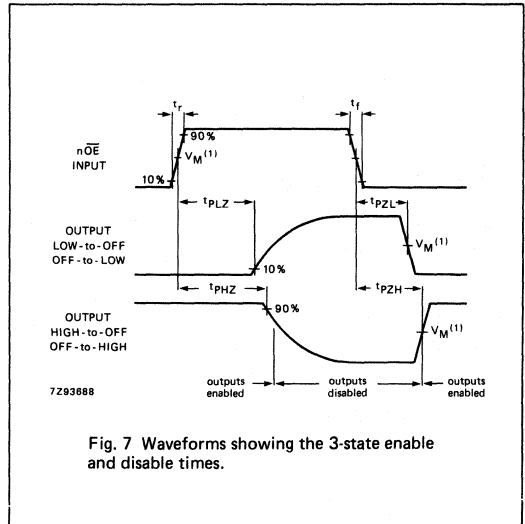 tr
tf
90%
nOE
INPUT
VM(1)
VM(1)
10%
tPLZ
tPZL
OUTPUT
LOW-to-OFF
OFF-to-LOW
VM(1)
10%
tPHZ
tPZH
90%
OUTPUT
HIGH-to-OFF
OFF-to-HIGH
VM(1)
7Z93688
outputs
enabled
outputs
disabled
outputs
enabled
Fig. 7 Waveforms showing the 3-state enable
and disable times.